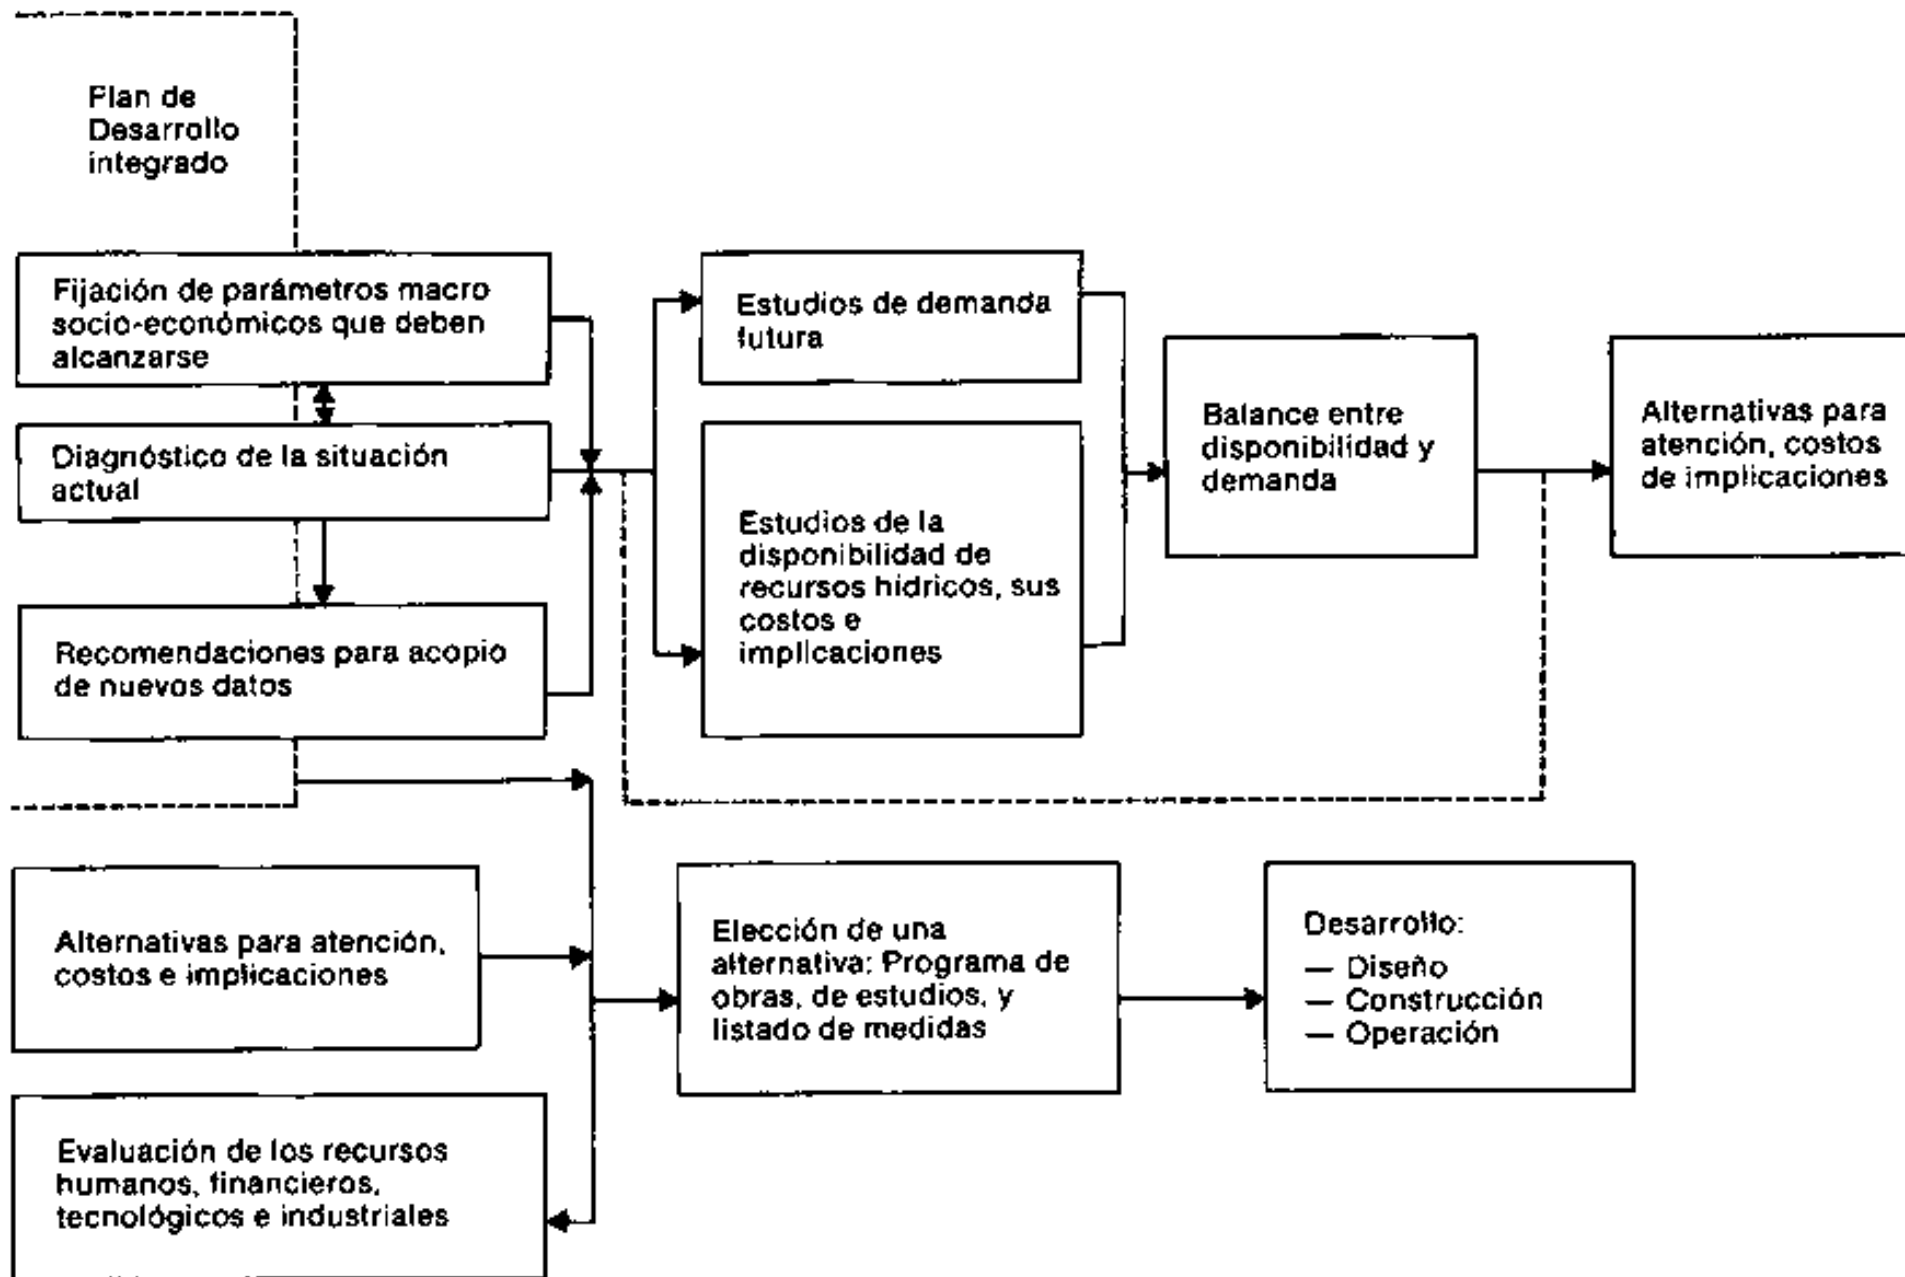 Plan de
Desarrollo
integrado
Fijación de parámetros macro
socio-económicos que deben
alcanzarse
Diagnóstico de la situación
actual
Recomendaciones para acopio
de nuevos datos
Estudios de demanda
futura
Estudios de la
disponibilidad de
recursos hídricos, sus
costos e
implicaciones
Balance entre
disponibilidad y
demanda
Alternativas para
atención, costos
de implicaciones
Alternativas para atención,
costos e implicaciones
Elección de una
alternativa: Programa de
obras, de estudios, y
listado de medidas
Desarrollo:
— Diseño
— Construcción
— Operación
Evaluación de los recursos
humanos, financieros,
tecnológicos e industriales